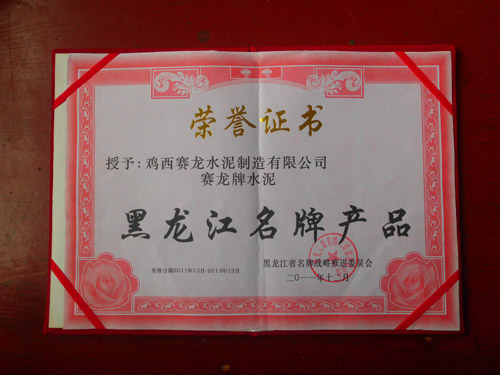 荣誉证书
授予：鸡西赛龙水泥制造有限公司
赛龙牌水泥
黑龙江名牌产品
黑龙江省名牌战略推进委员会
有效日期2011年12月-2013年12月
二〇一一年十二月